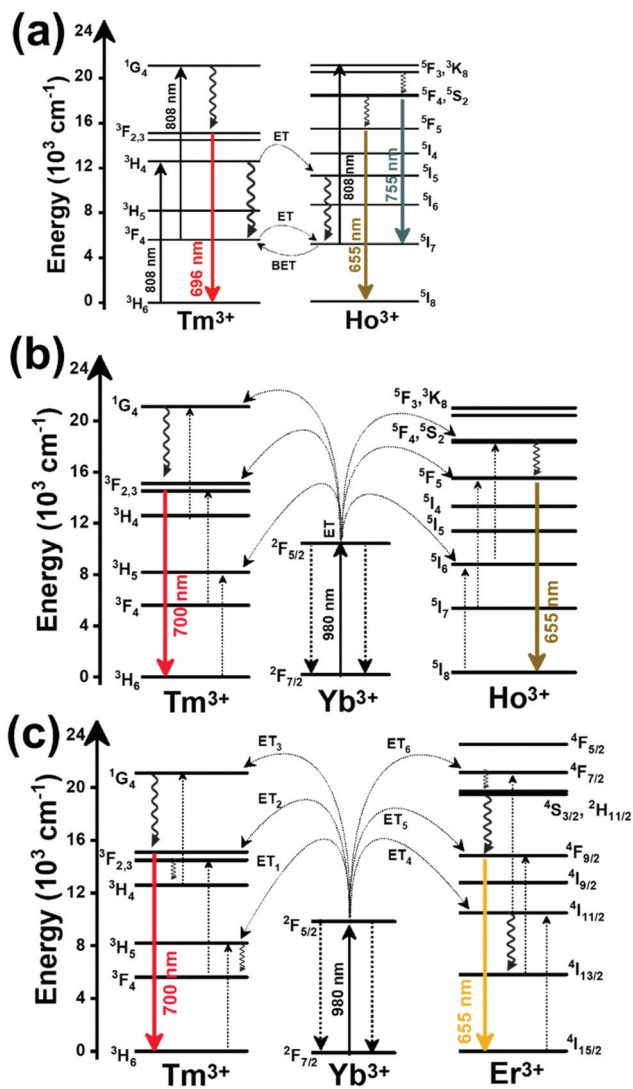 (a)
24
20
16
12
8
4
0
Energy (10³ cm⁻¹)
¹G₄
³F₂,₃
³H₄
³H₅
³F₄
³H₆
808 nm
808 nm
696 nm
ET
ET
BET
808 nm
655 nm
755 nm
⁵F₃,³K₈
⁵F₄,⁵S₂
⁵F₅
⁵I₄
⁵I₅
⁵I₆
⁵I₇
⁵I₈
Tm³⁺
Ho³⁺
(b)
24
20
16
12
8
4
0
Energy (10³ cm⁻¹)
¹G₄
³F₂,₃
³H₄
³H₅
³F₄
³H₆
700 nm
ET
²F₅/₂
980 nm
²F₇/₂
655 nm
⁵F₃,³K₈
⁵F₄,⁵S₂
⁵F₅
⁵I₄
⁵I₅
⁵I₆
⁵I₇
⁵I₈
Tm³⁺
Yb³⁺
Ho³⁺
(c)
24
20
16
12
8
4
0
Energy (10³ cm⁻¹)
¹G₄
³F₂,₃
³H₄
³H₅
³F₄
³H₆
700 nm
ET₃
ET₂
ET₁
ET₆
ET₅
ET₄
²F₅/₂
980 nm
²F₇/₂
655 nm
⁴F₅/₂
⁴F₇/₂
⁴S₃/₂, ²H₁₁/₂
⁴F₉/₂
⁴I₉/₂
⁴I₁₁/₂
⁴I₁₃/₂
⁴I₁₅/₂
Tm³⁺
Yb³⁺
Er³⁺